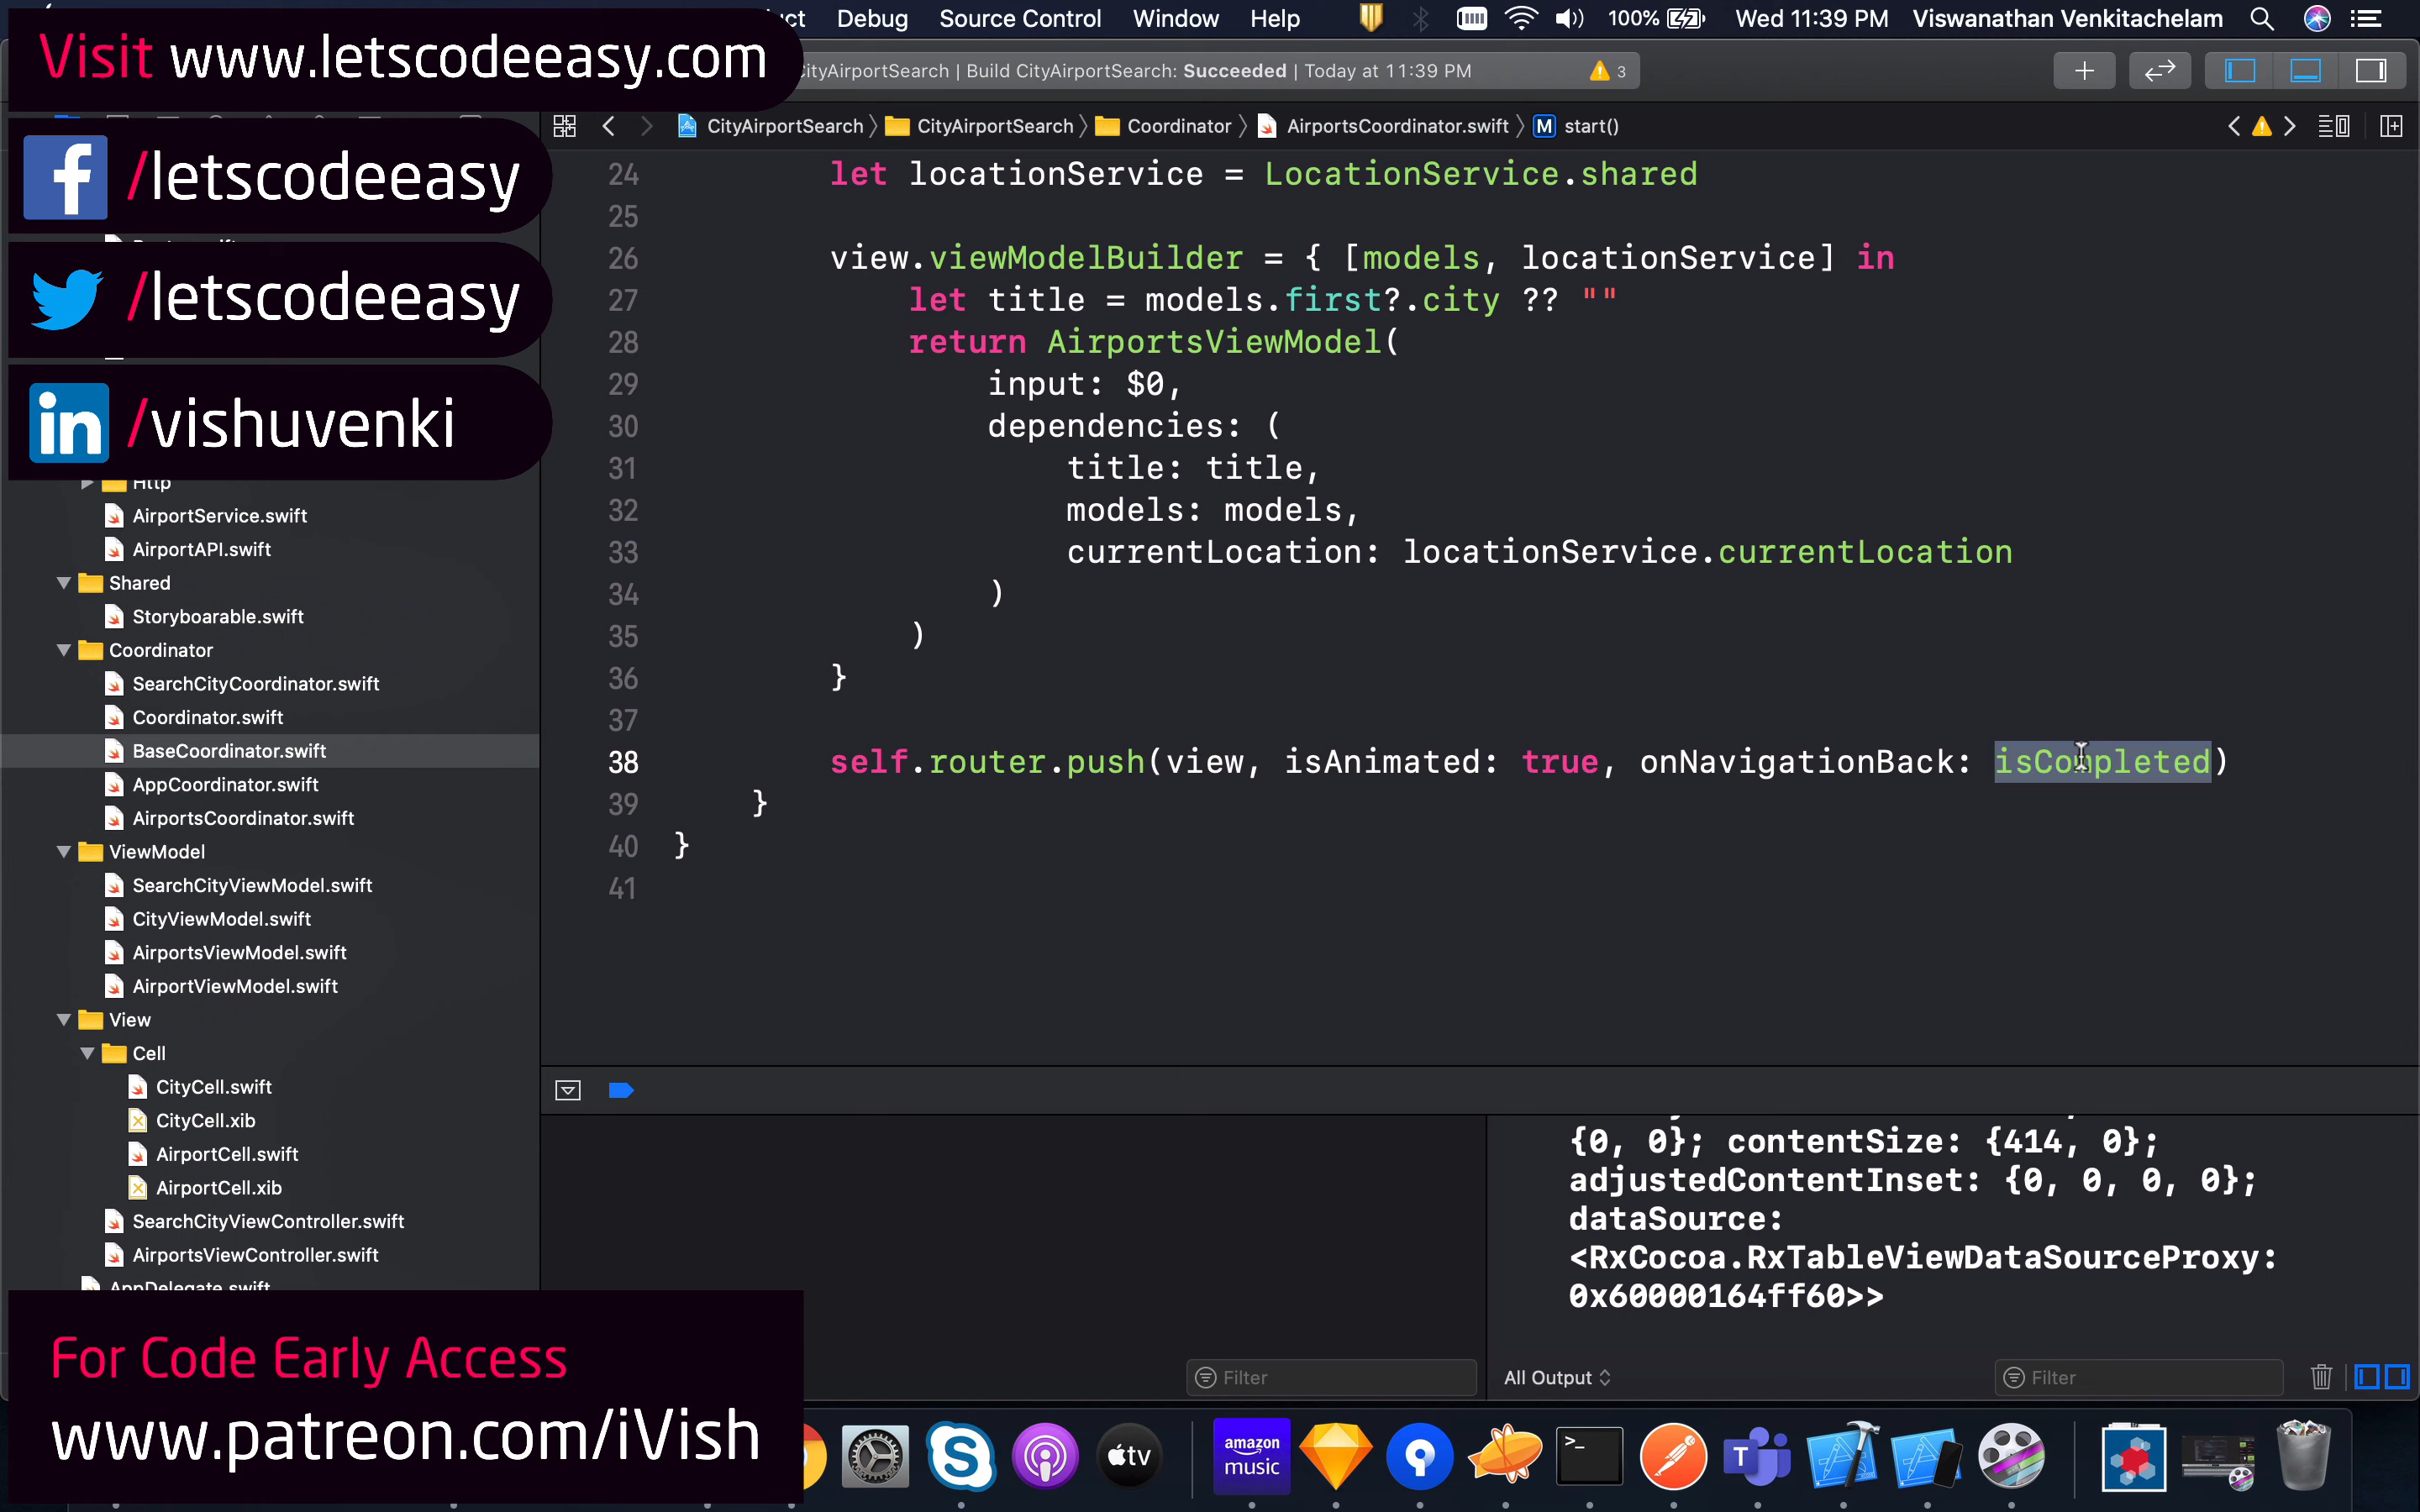 uct Debug Source Control Window Help 100% Wed 11:39 PM Viswanathan Venkitachelam
Visit www.letscodeeasy.com
CityAirportSearch | Build CityAirportSearch: Succeeded | Today at 11:39 PM 3
CityAirportSearch CityAirportSearch Coordinator AirportsCoordinator.swift M start()
/letscodeeasy
/letscodeeasy
in /vishuvenki
Http
AirportService.swift
AirportAPI.swift
Shared
Storyboarable.swift
Coordinator
SearchCityCoordinator.swift
Coordinator.swift
BaseCoordinator.swift
AppCoordinator.swift
AirportsCoordinator.swift
ViewModel
SearchCityViewModel.swift
CityViewModel.swift
AirportsViewModel.swift
AirportViewModel.swift
View
Cell
CityCell.swift
CityCell.xib
AirportCell.swift
AirportCell.xib
SearchCityViewController.swift
AirportsViewController.swift
AppDelegate.swift
24 let locationService = LocationService.shared
25
26 view.viewModelBuilder = { [models, locationService] in
27 let title = models.first?.city ?? ""
28 return AirportsViewModel(
29 input: $0,
30 dependencies: (
31 title: title,
32 models: models,
33 currentLocation: locationService.currentLocation
34 )
35 )
36 }
37
38 self.router.push(view, isAnimated: true, onNavigationBack: isCompleted)
39 }
40 }
41
{0, 0}; contentSize: {414, 0};
adjustedContentInset: {0, 0, 0, 0};
dataSource:
<RxCocoa.RxTableViewDataSourceProxy:
0x60000164ff60>>
Filter All Output Filter
For Code Early Access
www.patreon.com/iVish
tv
amazon
music